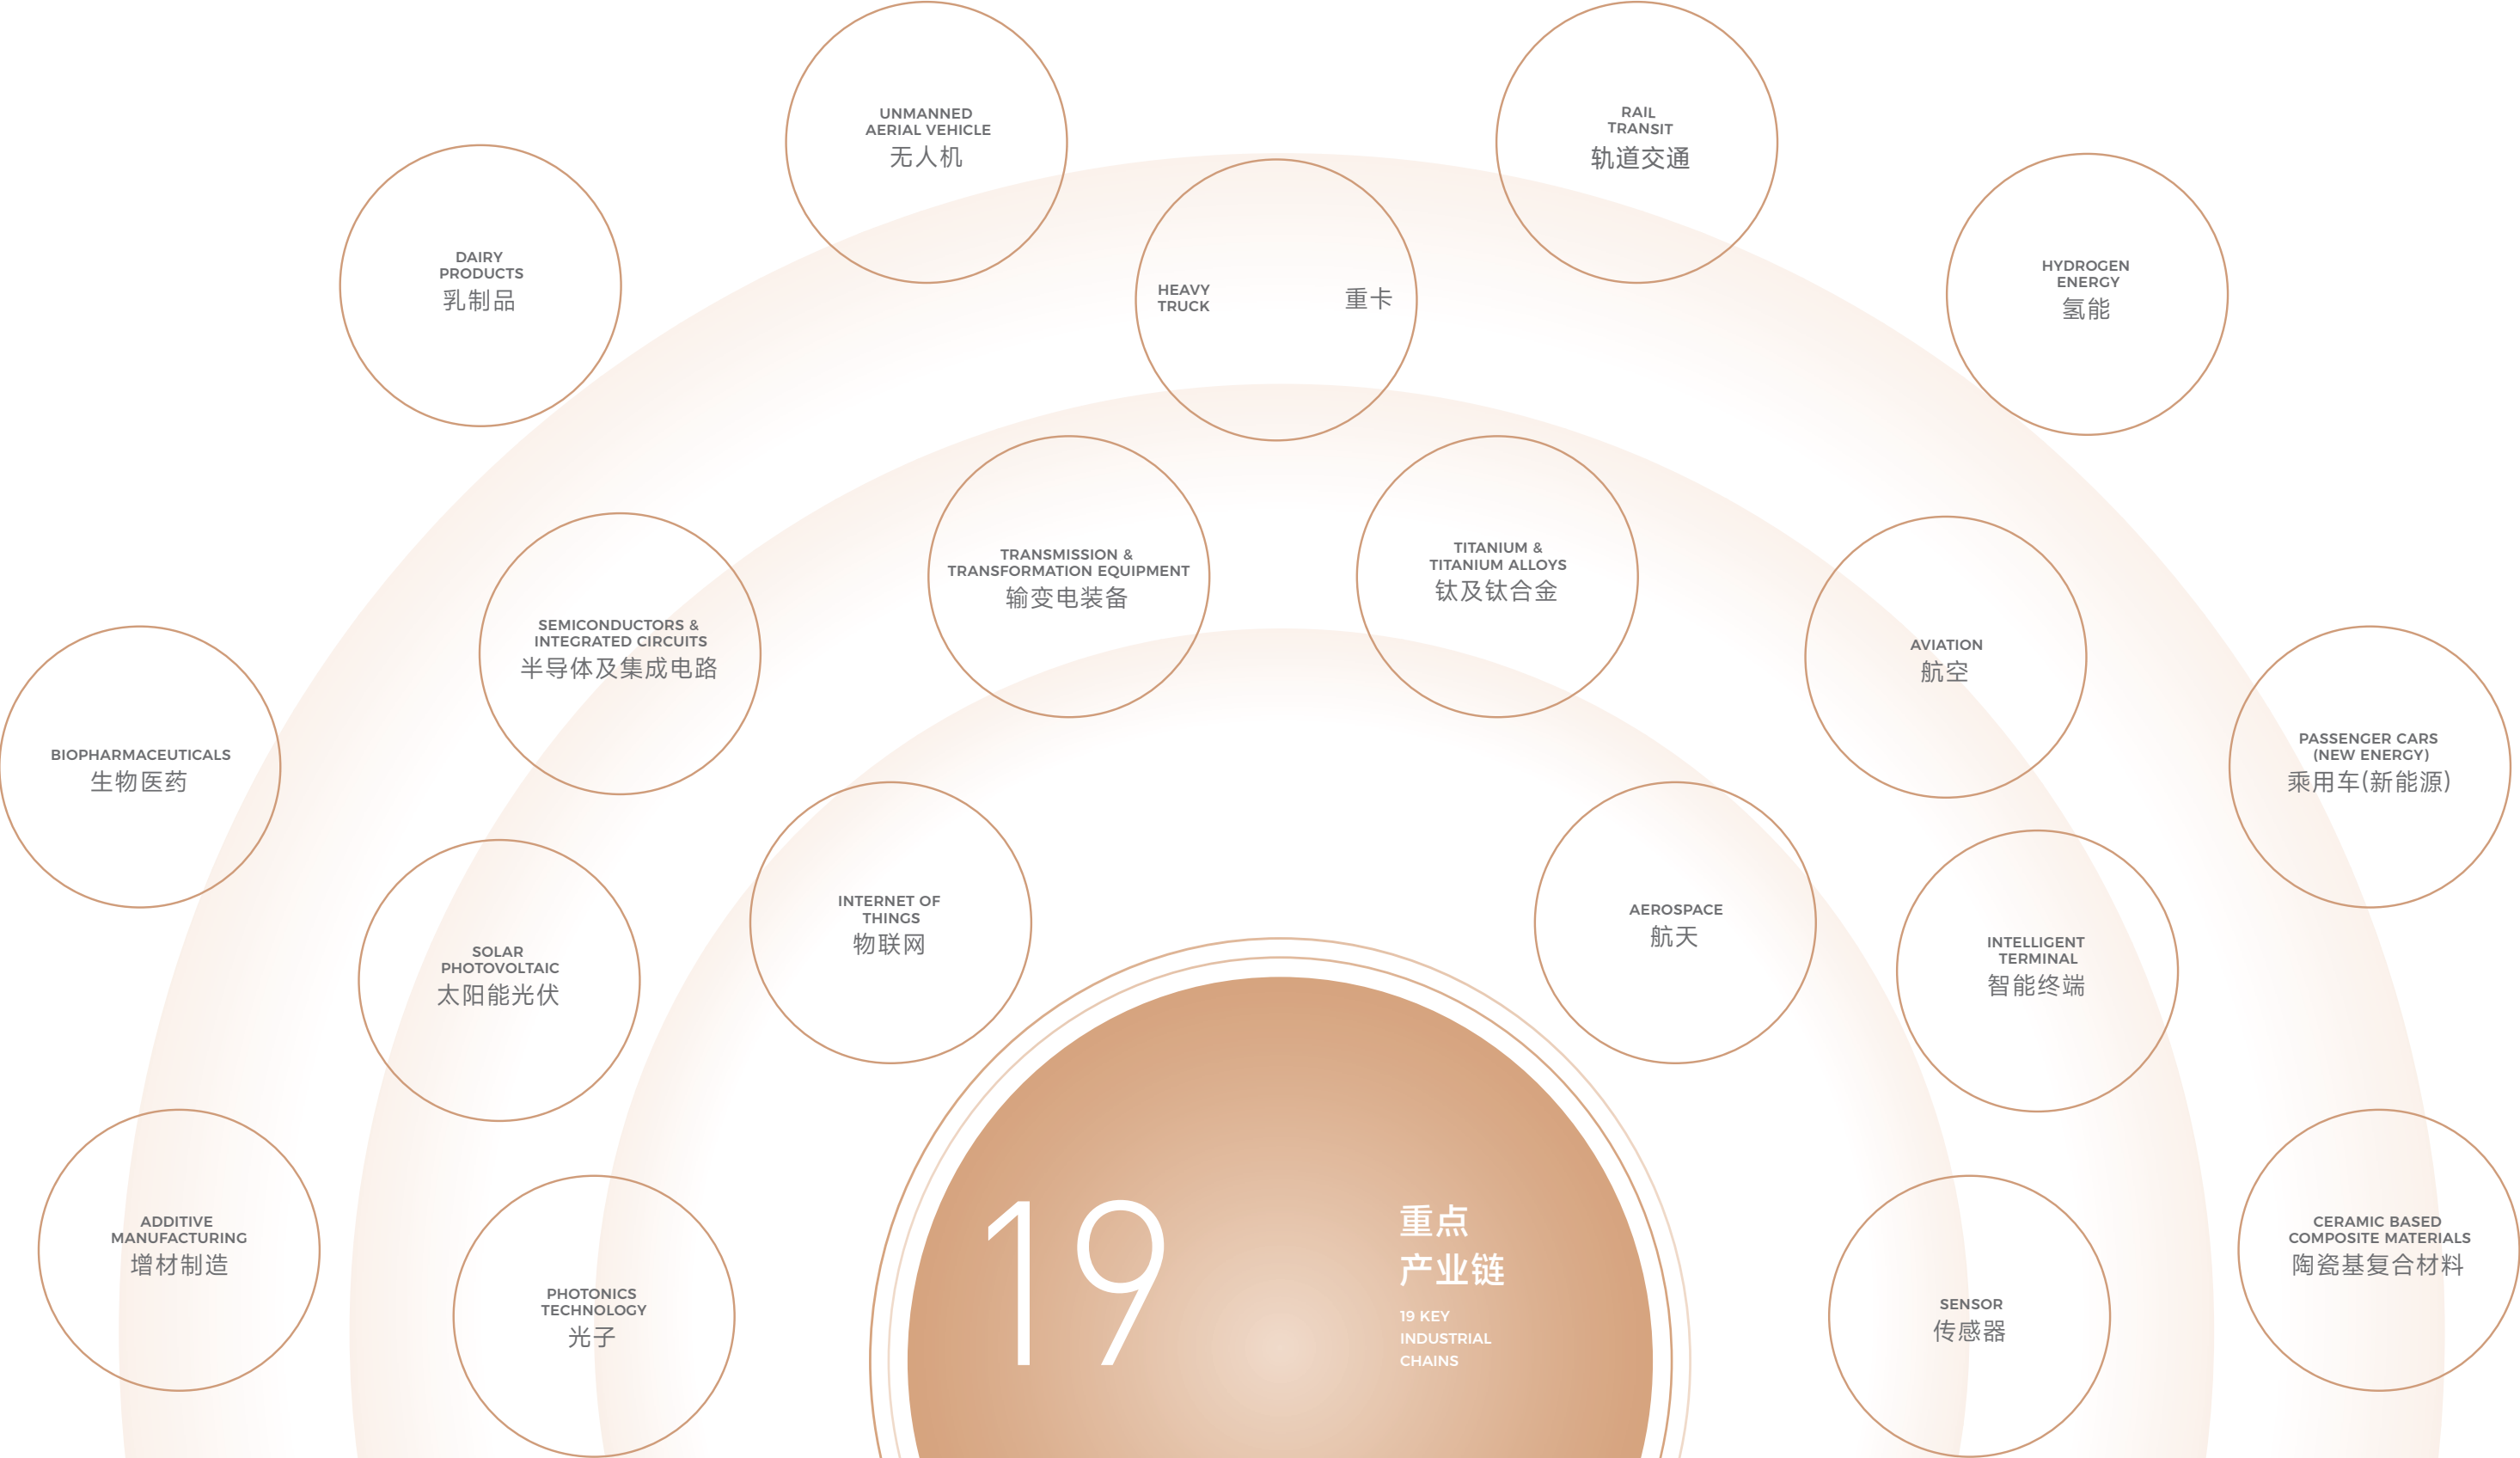 UNMANNED
AERIAL VEHICLE
无人机
RAIL
TRANSIT
轨道交通
DAIRY
PRODUCTS
乳制品
HEAVY
TRUCK
重卡
HYDROGEN
ENERGY
氢能
TRANSMISSION &
TRANSFORMATION EQUIPMENT
输变电装备
TITANIUM &
TITANIUM ALLOYS
钛及钛合金
SEMICONDUCTORS &
INTEGRATED CIRCUITS
半导体及集成电路
AVIATION
航空
BIOPHARMACEUTICALS
生物医药
PASSENGER CARS
(NEW ENERGY)
乘用车(新能源)
INTERNET OF
THINGS
物联网
AEROSPACE
航天
SOLAR
PHOTOVOLTAIC
太阳能光伏
INTELLIGENT
TERMINAL
智能终端
ADDITIVE
MANUFACTURING
增材制造
PHOTONICS
TECHNOLOGY
光子
19
重点
产业链
19 KEY
INDUSTRIAL
CHAINS
SENSOR
传感器
CERAMIC BASED
COMPOSITE MATERIALS
陶瓷基复合材料